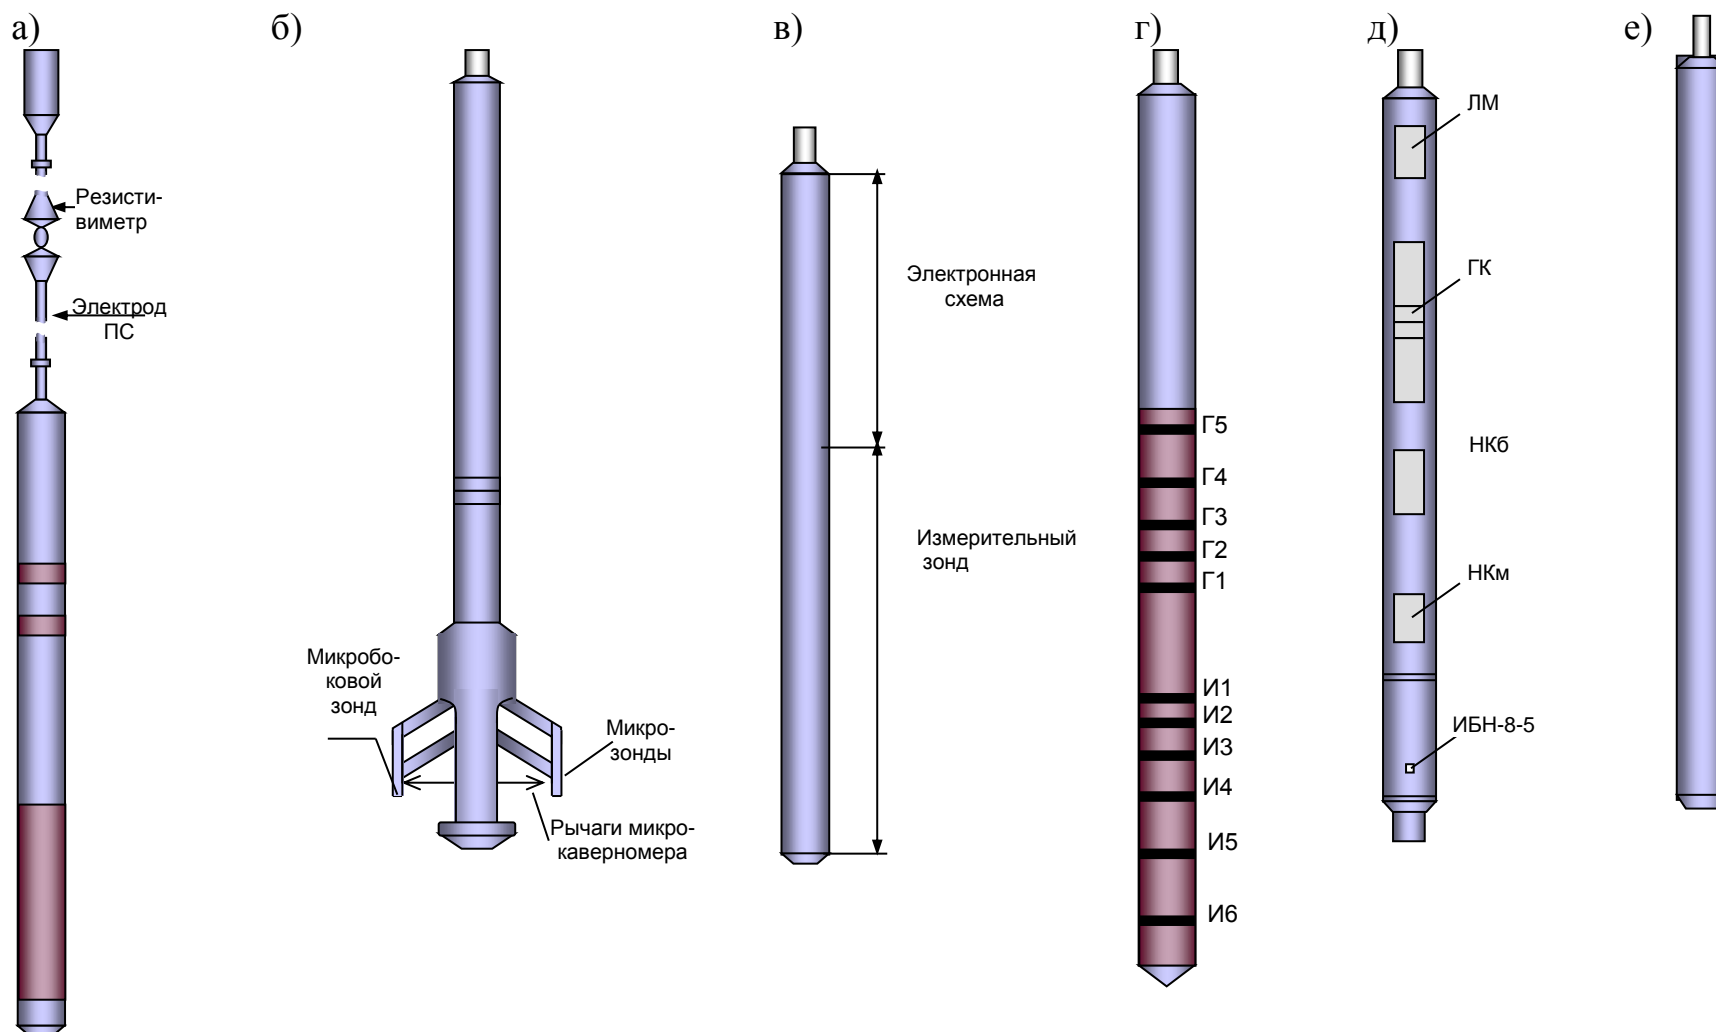 а)
б)
в)
г)
д)
е)
Резисти-
виметр
Электрод
ПС
Микробо-
ковой
зонд
Микро-
зонды
Рычаги микро-
каверномера
Электронная
схема
Измерительный
зонд
Г5
Г4
Г3
Г2
Г1
И1
И2
И3
И4
И5
И6
ЛМ
ГК
НКб
НКм
ИБН-8-5